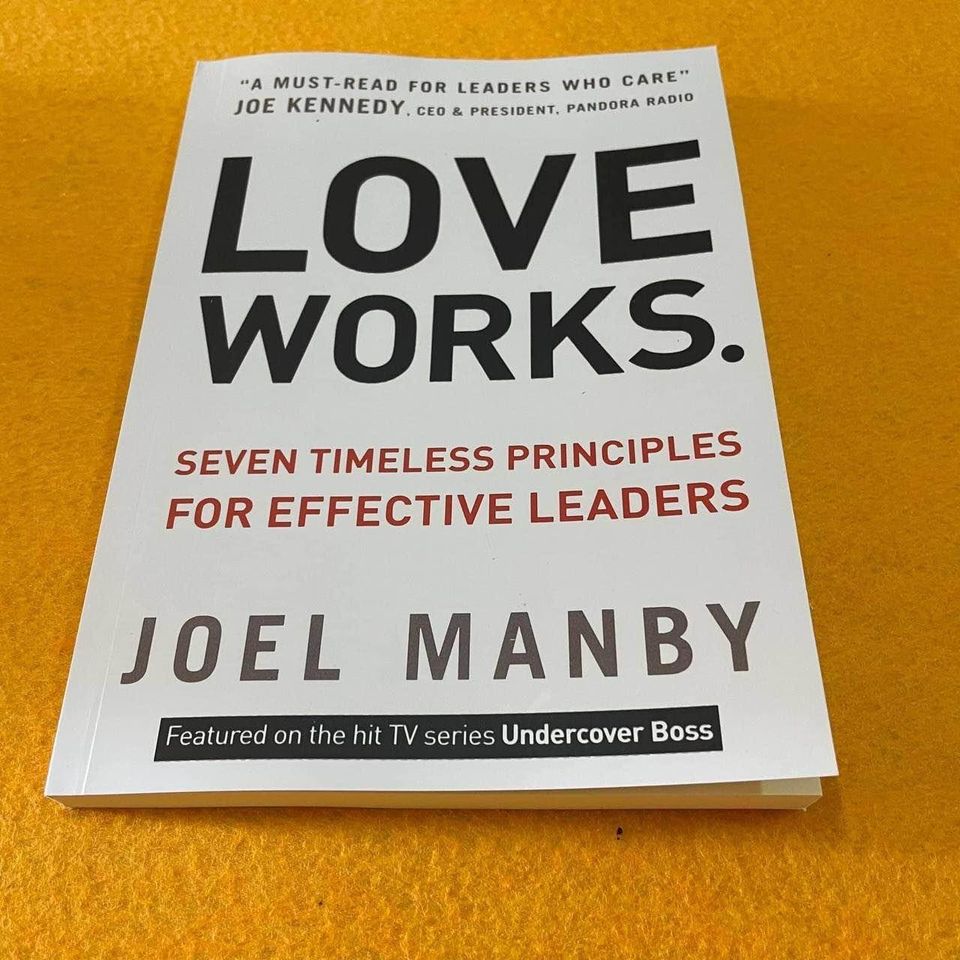 "A MUST-READ FOR LEADERS WHO CARE"
JOE KENNEDY, CEO & PRESIDENT, PANDORA RADIO
LOVE
WORKS.
SEVEN TIMELESS PRINCIPLES
FOR EFFECTIVE LEADERS
JOEL MANBY
Featured on the hit TV series Undercover Boss